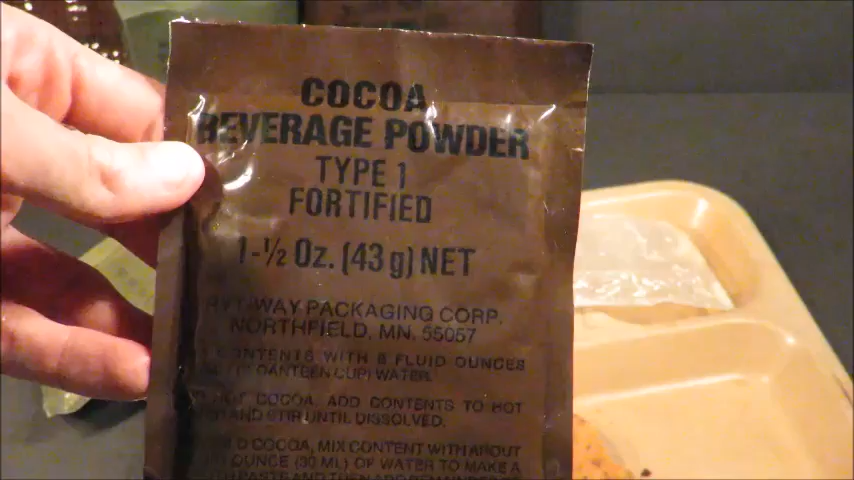 COCOA
BEVERAGE POWDER
TYPE 1
FORTIFIED
1-½ Oz. (43 g) NET
WAY PACKAGING CORP.
NORTHFIELD, MN. 55057
CONTENTS WITH 8 FLUID OUNCES
CANTEEN CUP) WATER.
COCOA, ADD CONTENTS TO HOT
AND STIR UNTIL DISSOLVED.
COCOA, MIX CONTENT WITH ABOUT
OUNCE (30 ML) OF WATER TO MAKE A